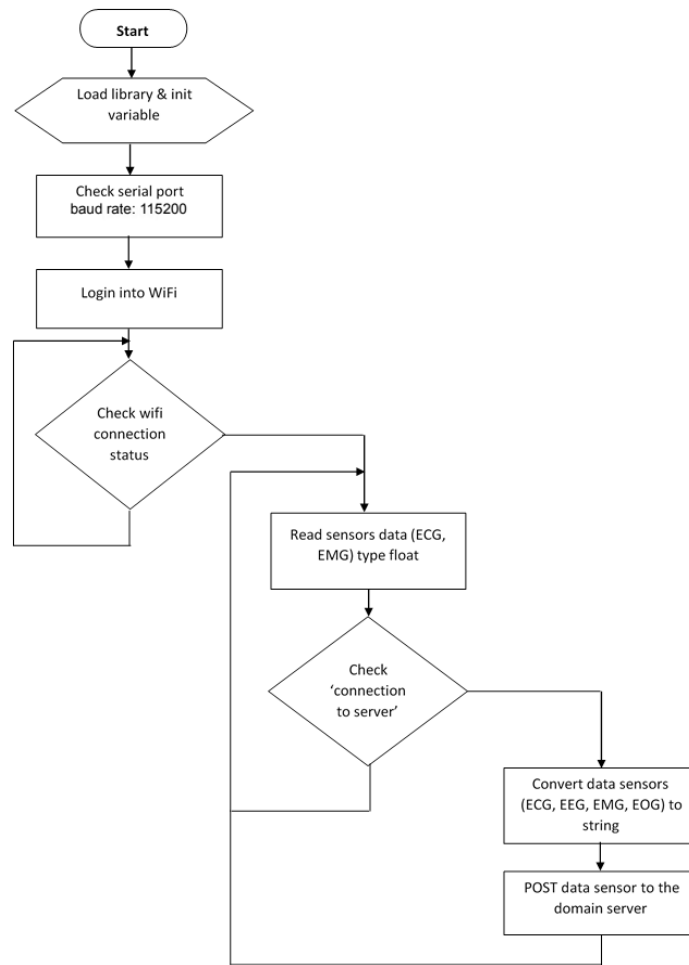 Start
Load library & init
variable
Check serial port
baud rate: 115200
Login into WiFi
Check wifi
connection
status
Read sensors data (ECG,
EMG) type float
Check
‘connection
to server’
Convert data sensors
(ECG, EEG, EMG, EOG) to
string
POST data sensor to the
domain server